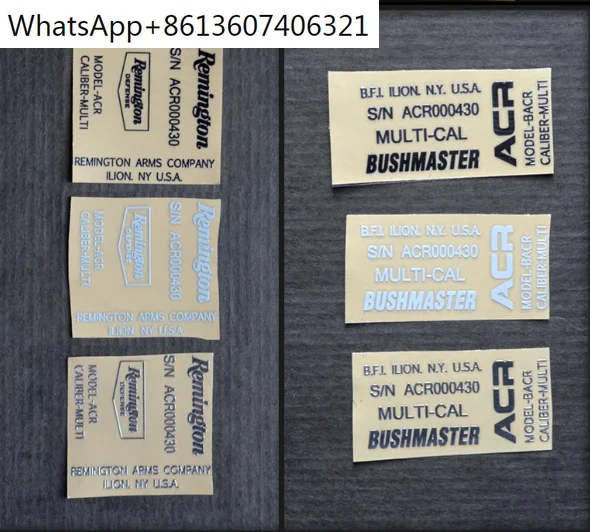 WhatsApp+8613607406321
Remington
S/N ACR000430
Remington
DEFENSE
MODEL-ACR
CALIBER-MULTI
REMINGTON ARMS COMPANY
ILION. NY U.S.A.
Remington
S/N ACR000430
Remington
DEFENSE
MODEL-ACR
CALIBER-MULTI
REMINGTON ARMS COMPANY
ILION. NY U.S.A.
Remington
S/N ACR000430
Remington
DEFENSE
MODEL-ACR
CALIBER-MULTI
REMINGTON ARMS COMPANY
ILION. NY U.S.A.
B.F.I. ILION. N.Y. U.S.A.
S/N ACR000430
MULTI-CAL
BUSHMASTER
ACR
MODEL-BACR
CALIBER-MULTI
B.F.I. ILION. N.Y. U.S.A.
S/N ACR000430
MULTI-CAL
BUSHMASTER
ACR
MODEL-BACR
CALIBER-MULTI
B.F.I. ILION. N.Y. U.S.A.
S/N ACR000430
MULTI-CAL
BUSHMASTER
ACR
MODEL-BACR
CALIBER-MULTI